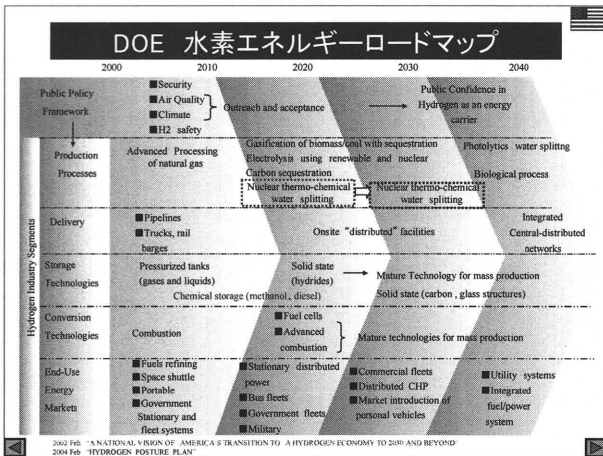 DOE 水素エネルギーロードマップ
2000 2010 2020 2030 2040
Public Policy
Framework
■ Security
■ Air Quality
■ Climate
■ H2 safety
Outreach and acceptance
Public Confidence in
Hydrogen as an energy
carrier
Hydrogen Industry Segments
Production
Processes
Advanced Processing
of natural gas
Gasification of biomass/cool with sequestration
Electrolysis using renewable and nuclear
Carbon sequestration
Nuclear thermo-chemical
water splitting
Nuclear thermo-chemical
water splitting
Photolytics water splittng
Biological process
Delivery
■ Pipelines
■ Trucks, rail
barges
Onsite “distributed” facilities
Integrated
Central-distributed
networks
Storage
Technologies
Pressurized tanks
(gases and liquids)
Solid state
(hydrides)
Mature Technology for mass production
Chemical storage (methanol, diesel)
Solid state (carbon , glass structures)
Conversion
Technologies
Combustion
■ Fuel cells
■ Advanced
combustion
Mature technologies for mass production
End-Use
Energy
Markets
■ Fuels refining
■ Space shuttle
■ Portable
■ Government
Stationary and
fleet systems
■ Stationary distributed
power
■ Bus fleets
■ Government fleets
■ Military
■ Commercial fleets
■ Distributed CHP
■ Market introduction of
personal vehicles
■ Utility systems
■ Integrated
fuel/power
system
2002 Feb “A NATIONAL VISION OF AMERICA'S TRANSITION TO A HYDROGEN ECONOMY TO 2030 AND BEYOND”
2004 Feb “HYDROGEN POSTURE PLAN”